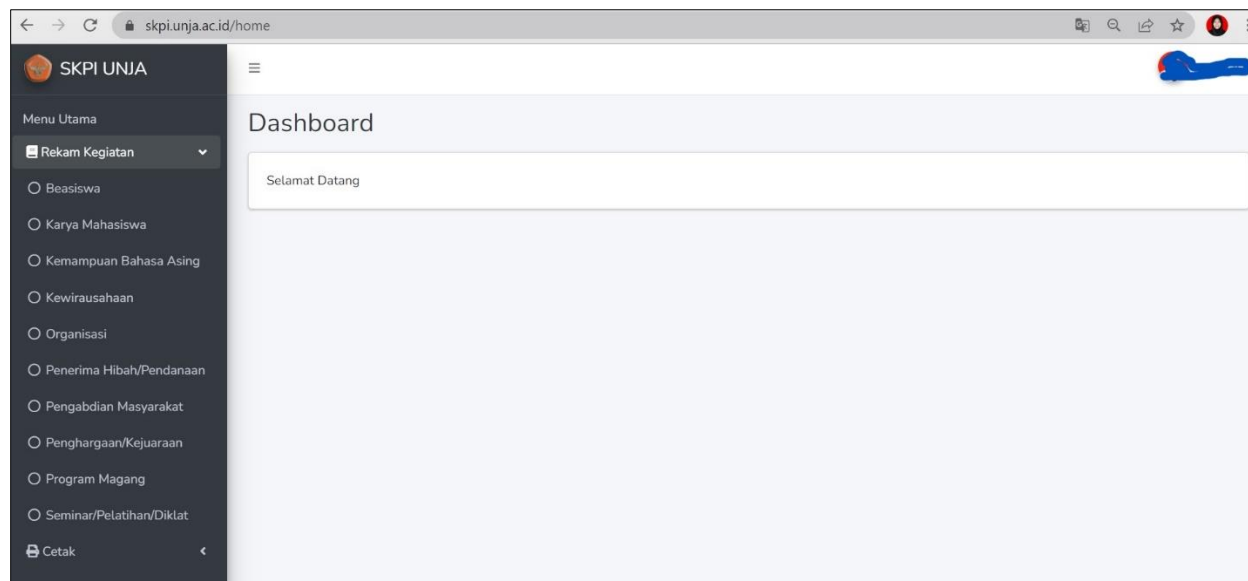 skpi.unja.ac.id/home
SKPI UNJA
Menu Utama
Rekam Kegiatan
Beasiswa
Karya Mahasiswa
Kemampuan Bahasa Asing
Kewirausahaan
Organisasi
Penerima Hibah/Pendanaan
Pengabdian Masyarakat
Penghargaan/Kejuaraan
Program Magang
Seminar/Pelatihan/Diklat
Cetak
Dashboard
Selamat Datang